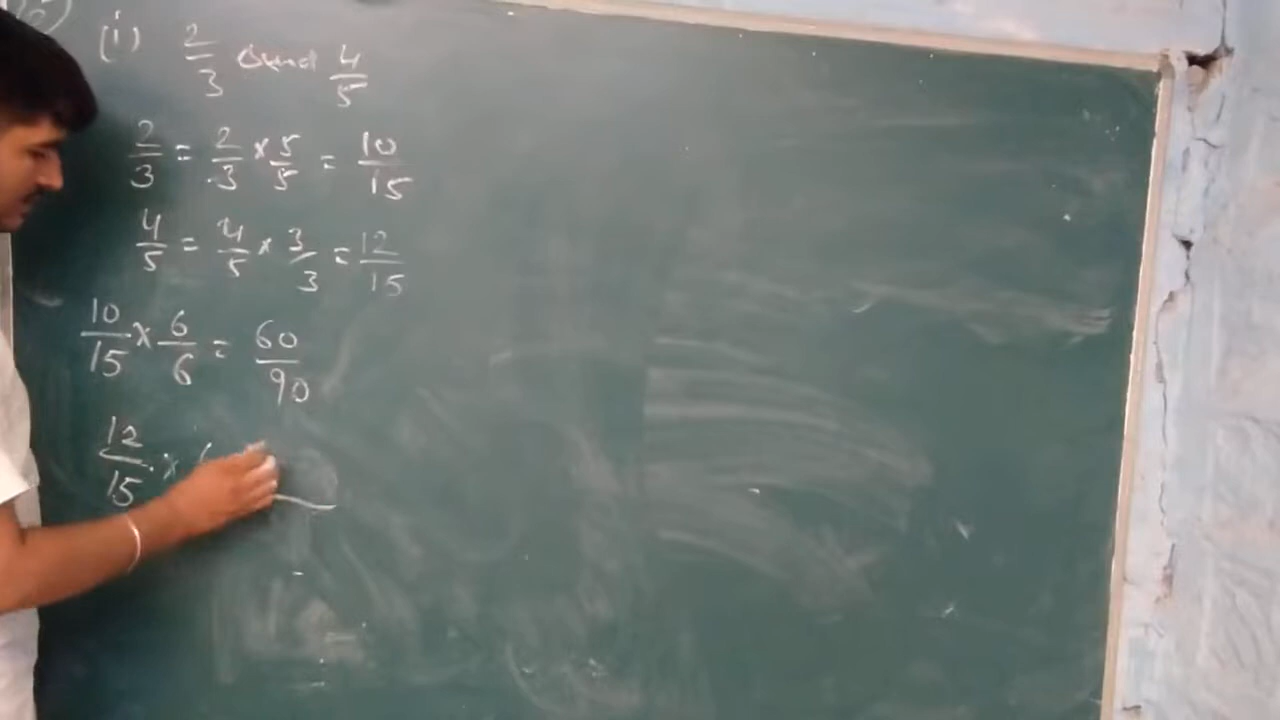 (i) 2/3 and 4/5
2/3 = 2/3 × 5/5 = 10/15
4/5 = 4/5 × 3/3 = 12/15
10/15 × 6/6 = 60/90
12/15 × 6